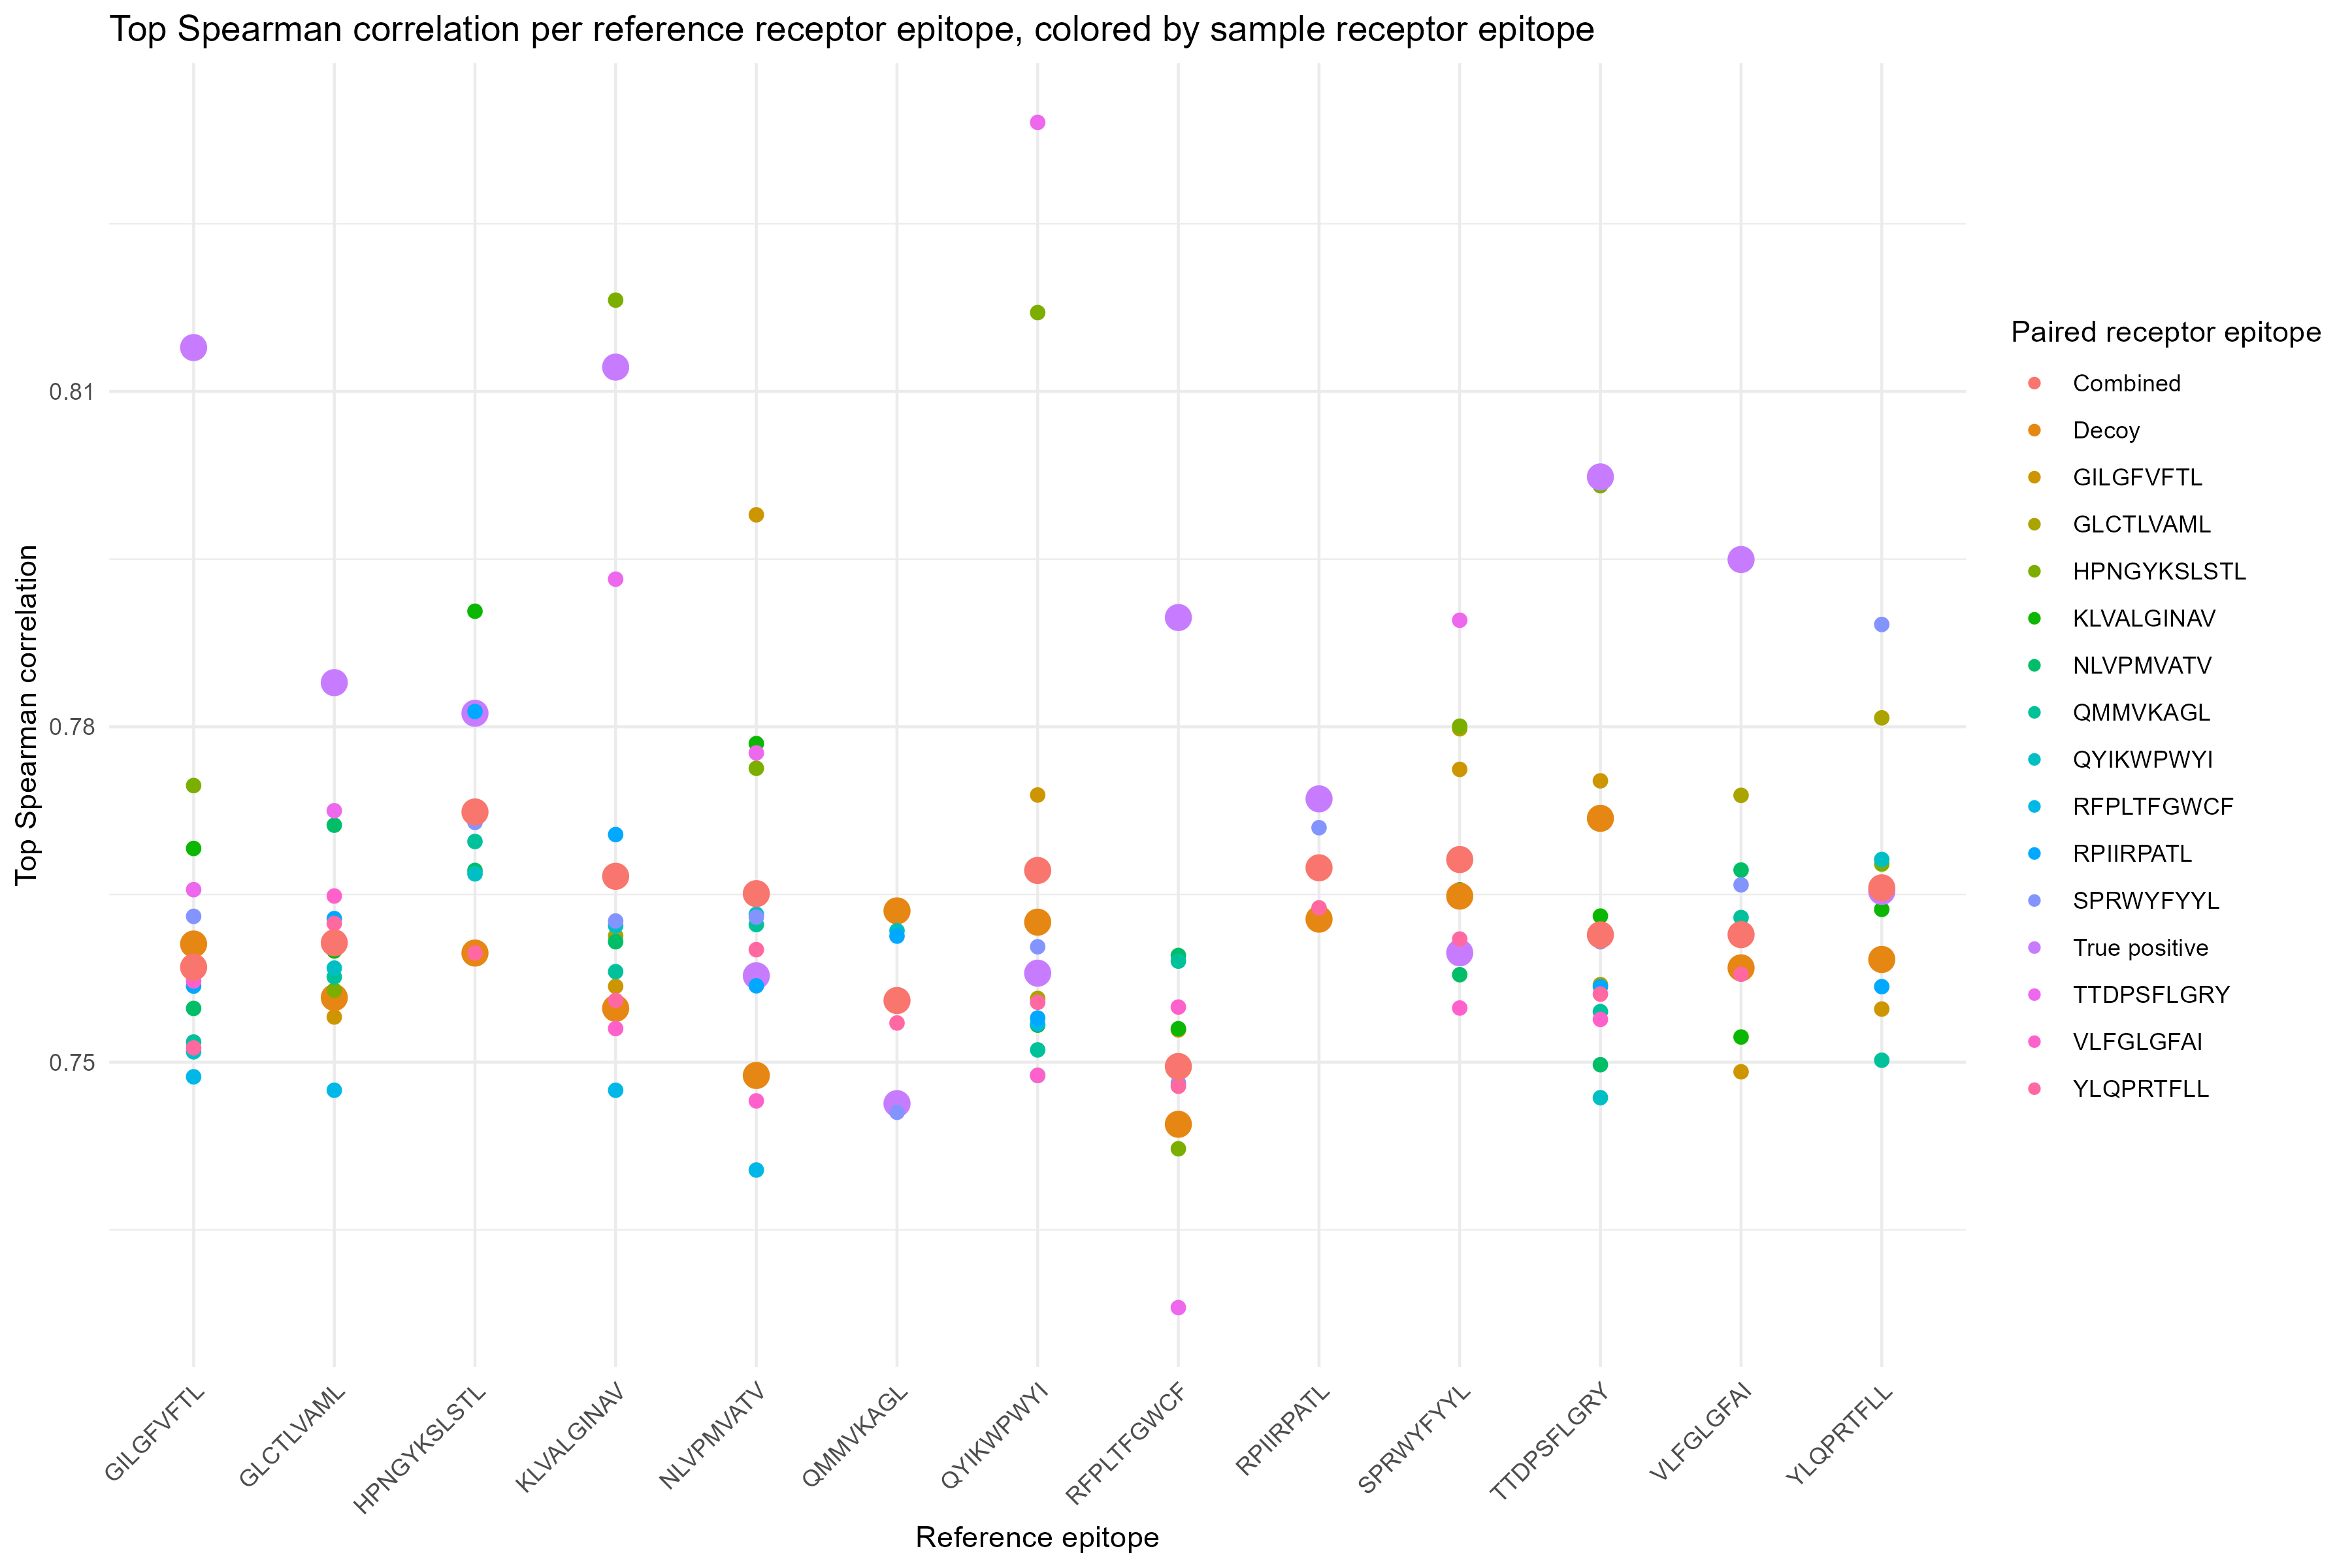 Top Spearman correlation per reference receptor epitope, colored by sample receptor epitope
Top Spearman correlation
0.81
0.78
0.75
GILGFVFTL
GLCTLVAML
HPNGYKSLSTL
KLVALGINAV
NLVPMVATV
QMMVKAGL
QYIKWPWYI
RFPLTFGWCF
RPIIRPATL
SPRWYFYYL
TTDPSFLGRY
VLFGLGFAI
YLQPRTFLL
Reference epitope
Paired receptor epitope
Combined
Decoy
GILGFVFTL
GLCTLVAML
HPNGYKSLSTL
KLVALGINAV
NLVPMVATV
QMMVKAGL
QYIKWPWYI
RFPLTFGWCF
RPIIRPATL
SPRWYFYYL
True positive
TTDPSFLGRY
VLFGLGFAI
YLQPRTFLL